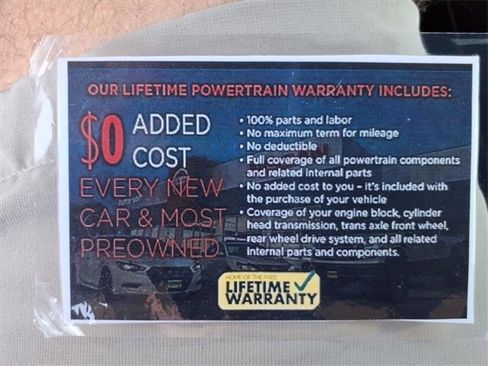 OUR LIFETIME POWERTRAIN WARRANTY INCLUDES:
$0 ADDED
COST
EVERY NEW
CAR & MOST
PREOWNED
• 100% parts and labor
• No maximum term for mileage
• No deductible
• Full coverage of all powertrain components
and related internal parts
• No added cost to you – it's included with
the purchase of your vehicle
• Coverage of your engine block, cylinder
head transmission, trans axle front wheel,
rear wheel drive system, and all related
internal parts and components.
HOME OF THE FREE
LIFETIME
WARRANTY